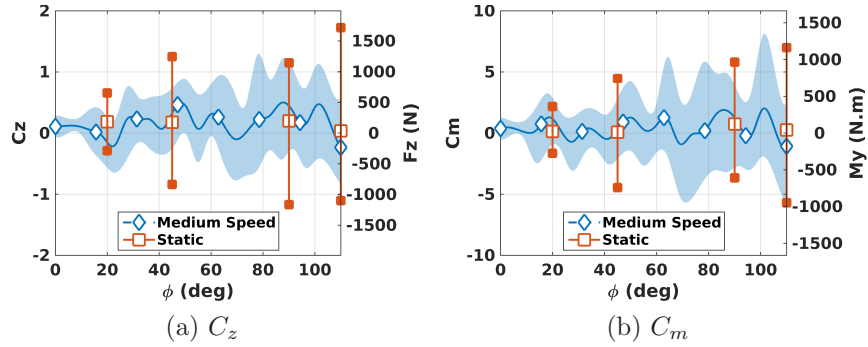 2
1
0
-1
-2
Cz
1500
1000
500
0
-500
-1000
-1500
Fz (N)
Medium Speed
Static
0 20 40 60 80 100
ϕ (deg)
(a) C_z
10
5
0
-5
-10
Cm
1500
1000
500
0
-500
-1000
-1500
My (N.m)
Medium Speed
Static
0 20 40 60 80 100
ϕ (deg)
(b) C_m